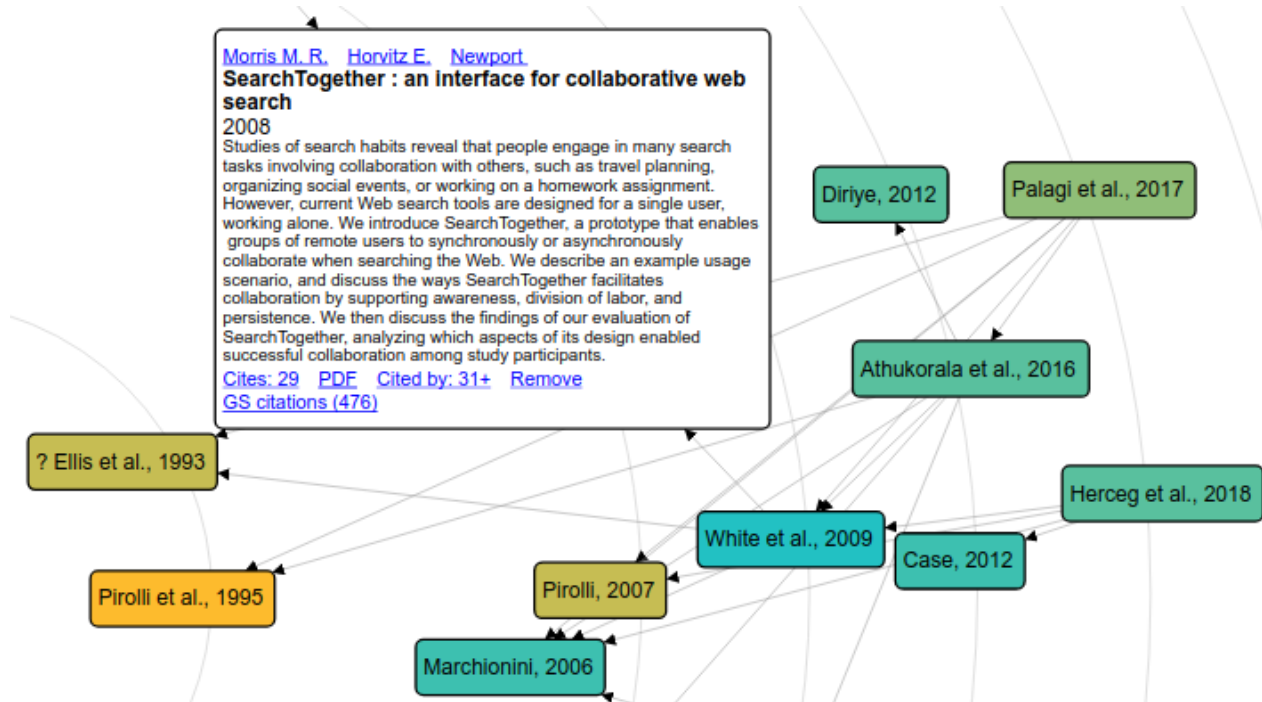 Morris M. R. Horvitz E. Newport
SearchTogether : an interface for collaborative web
search
2008
Studies of search habits reveal that people engage in many search
tasks involving collaboration with others, such as travel planning,
organizing social events, or working on a homework assignment.
However, current Web search tools are designed for a single user,
working alone. We introduce SearchTogether, a prototype that enables
groups of remote users to synchronously or asynchronously
collaborate when searching the Web. We describe an example usage
scenario, and discuss the ways SearchTogether facilitates
collaboration by supporting awareness, division of labor, and
persistence. We then discuss the findings of our evaluation of
SearchTogether, analyzing which aspects of its design enabled
successful collaboration among study participants.
Cites: 29 PDF Cited by: 31+ Remove
GS citations (476)
Diriye, 2012
Palagi et al., 2017
Athukorala et al., 2016
? Ellis et al., 1993
Herceg et al., 2018
White et al., 2009
Case, 2012
Pirolli et al., 1995
Pirolli, 2007
Marchionini, 2006